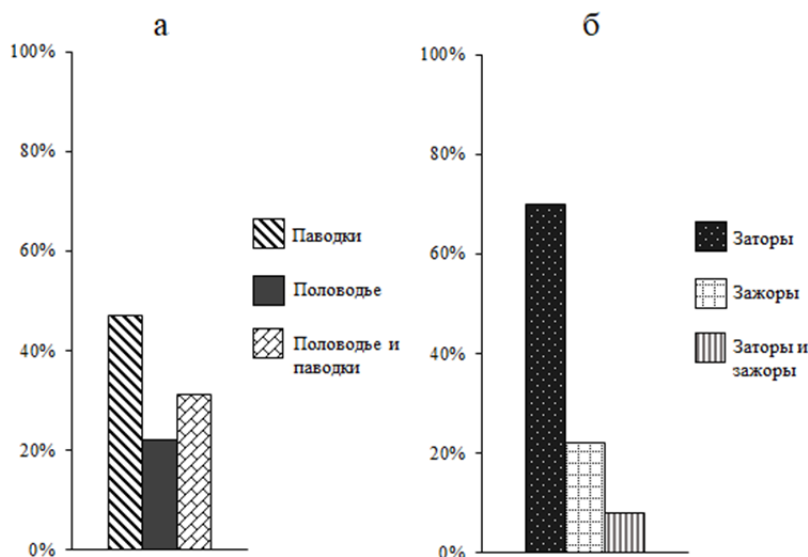 а
100%
80%
60%
40%
20%
0%
Паводки
Половодье
Половодье и
паводки
б
100%
80%
60%
40%
20%
0%
Заторы
Зажоры
Заторы и
зажоры